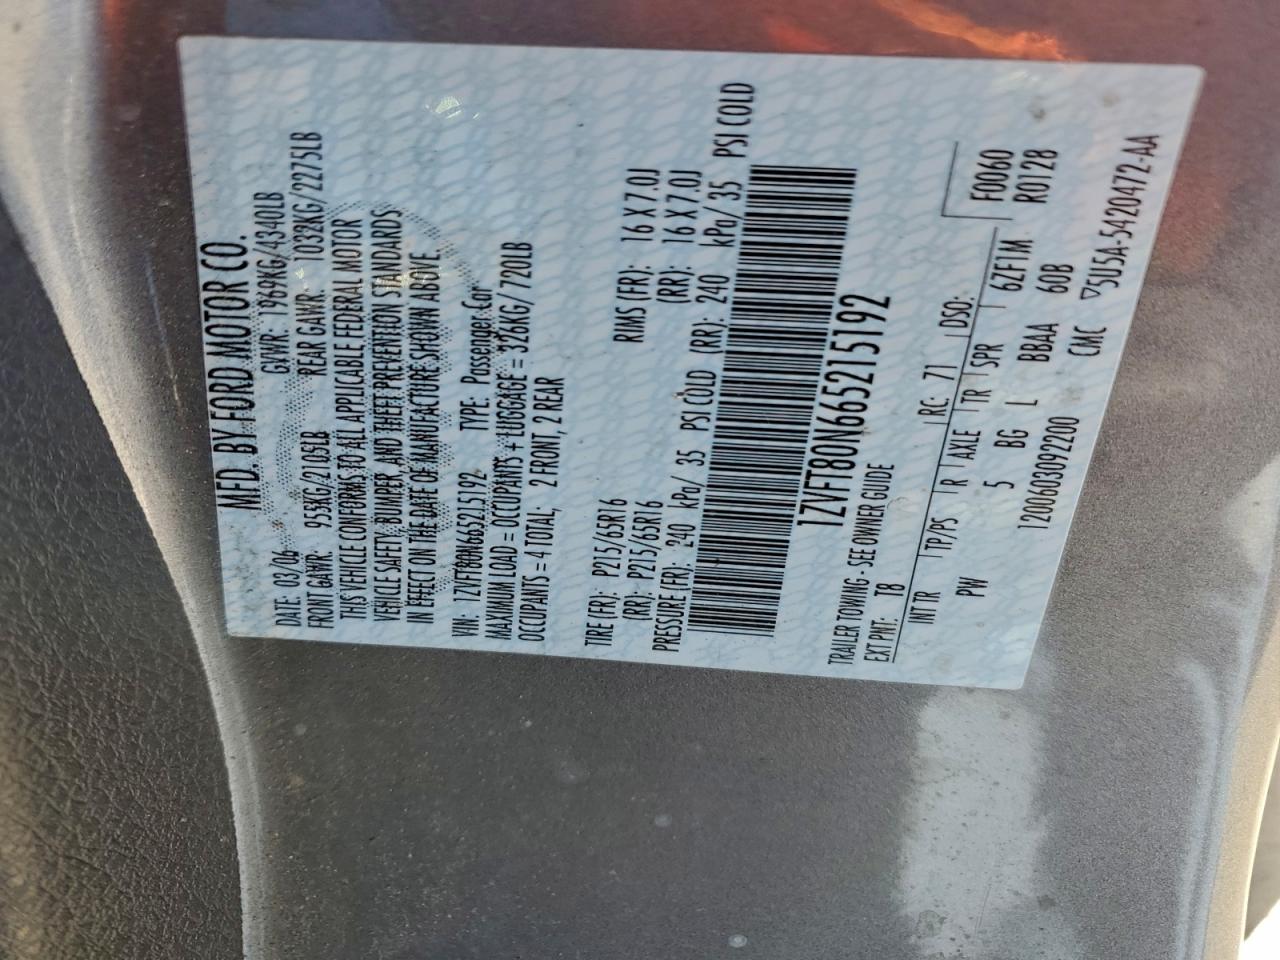 MFD. BY FORD MOTOR CO.
DATE: 03/06 GVWR: 1969KG/4340LB
FRONT GAWR: 955KG/2105LB REAR GAWR: 1032KG/2275LB
THIS VEHICLE CONFORMS TO ALL APPLICABLE FEDERAL MOTOR
VEHICLE SAFETY, BUMPER, AND THEFT PREVENTION STANDARDS
IN EFFECT ON THE DATE OF MANUFACTURE SHOWN ABOVE.
VIN: 1ZVFT80N665215192 TYPE: Passenger Car
MAXIMUM LOAD = OCCUPANTS + LUGGAGE = 326KG/720LB
OCCUPANTS = 4 TOTAL; 2 FRONT, 2 REAR
TIRE (FR): P215/65R16 RIMS (FR): 16 X 7.0J
(RR): P215/65R16 (RR): 16 X 7.0J
PRESSURE (FR): 240 kPa/ 35 PSI COLD (RR): 240 kPa/ 35 PSI COLD
1ZVFT80N665215192
TRAILER TOWING - SEE OWNER GUIDE
EXT PNT: T8 RC: 71 DSO: F0060
INT TR TP/PS R AXLE TR SPR 6ZF1M R0128
PW 5 BG L BBAA 60B
1200603092200 CMC ▽5U5A-5420472-AA